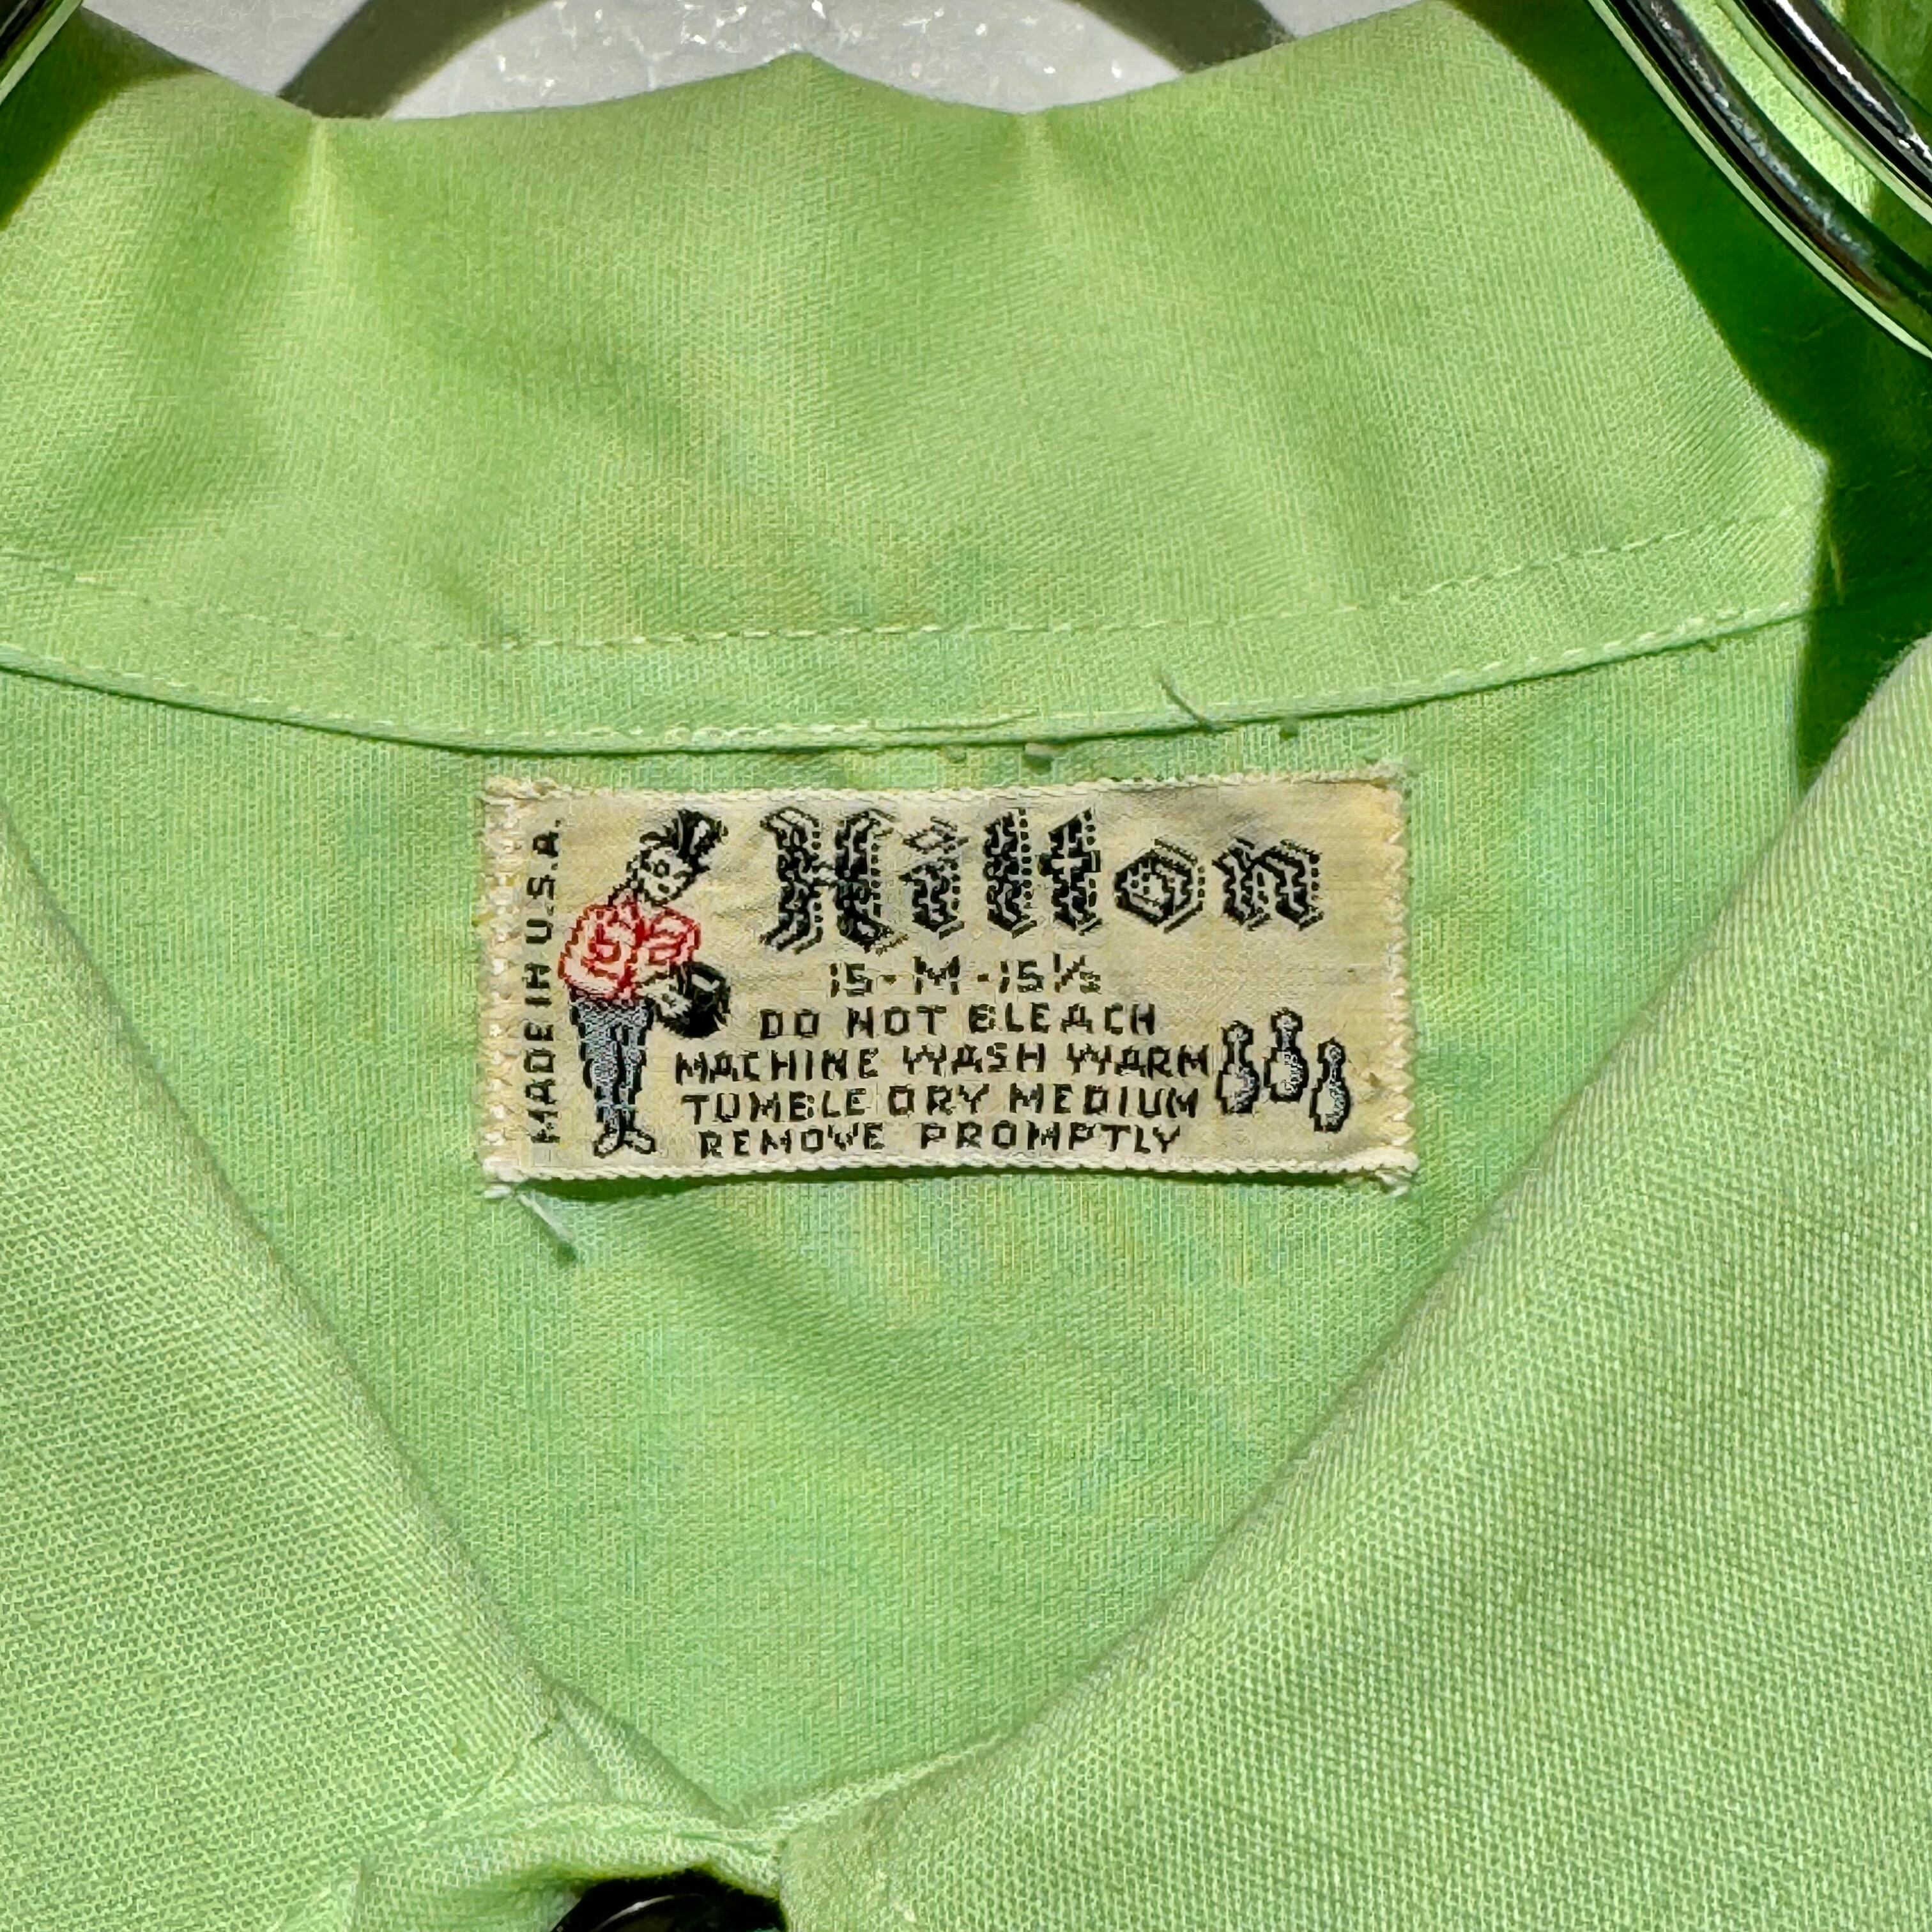 MADE IN U.S.A.
Hilton
15-M-15½
DO NOT BLEACH
MACHINE WASH WARM
TUMBLE DRY MEDIUM
REMOVE PROMPTLY